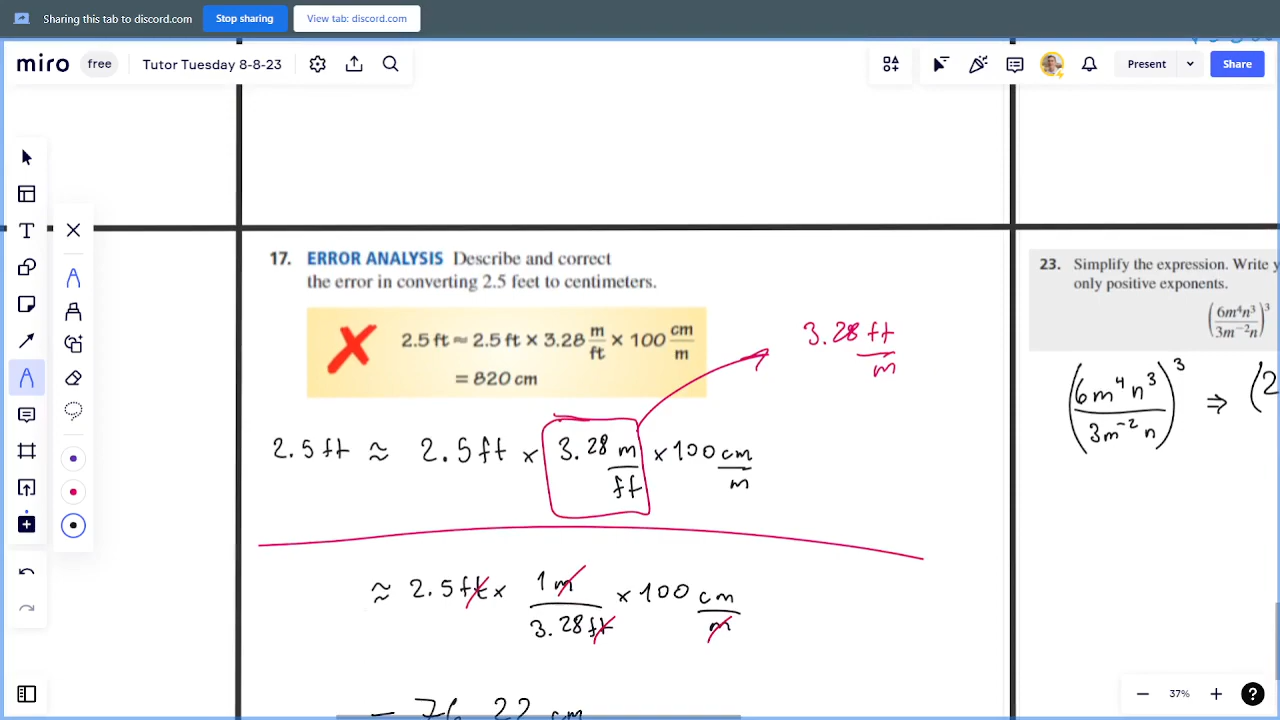 Sharing this tab to discord.com
Stop sharing
View tab: discord.com
miro
free
Tutor Tuesday 8-8-23
Present
Share
17. ERROR ANALYSIS Describe and correct
the error in converting 2.5 feet to centimeters.
2.5 ft ≈ 2.5 ft × 3.28 m/ft × 100 cm/m
= 820 cm
3.28 ft/m
2.5 ft ≈ 2.5 ft × 3.28 m/ft × 100 cm/m
≈ 2.5 ft × 1 m/3.28 ft × 100 cm/m
= 76.22 cm
23. Simplify the expression. Write y
only positive exponents.
(6m⁴n³/3m⁻²n)³
(6m⁴n³/3m⁻²n)³ ⇒ (2
37%